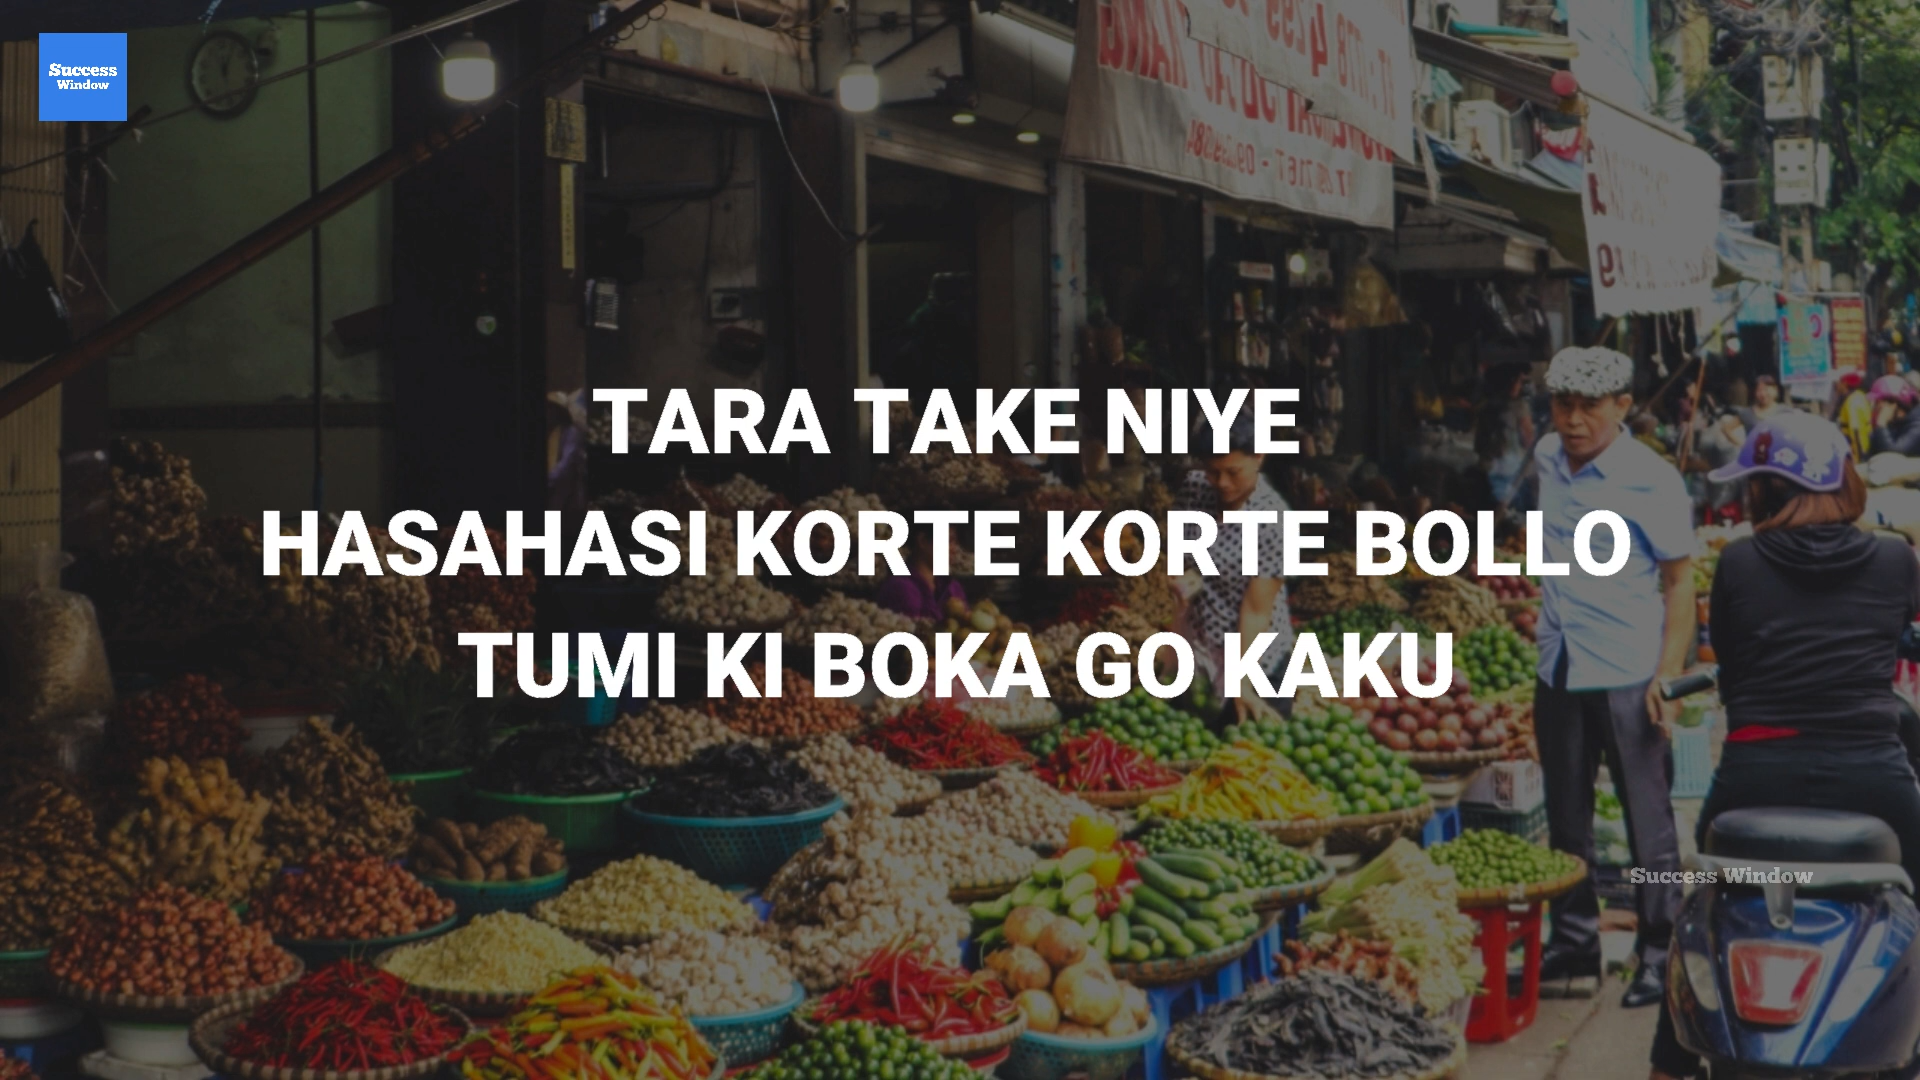 Success
Window
TARA TAKE NIYE
HASAHASI KORTE KORTE BOLLO
TUMI KI BOKA GO KAKU
Success Window